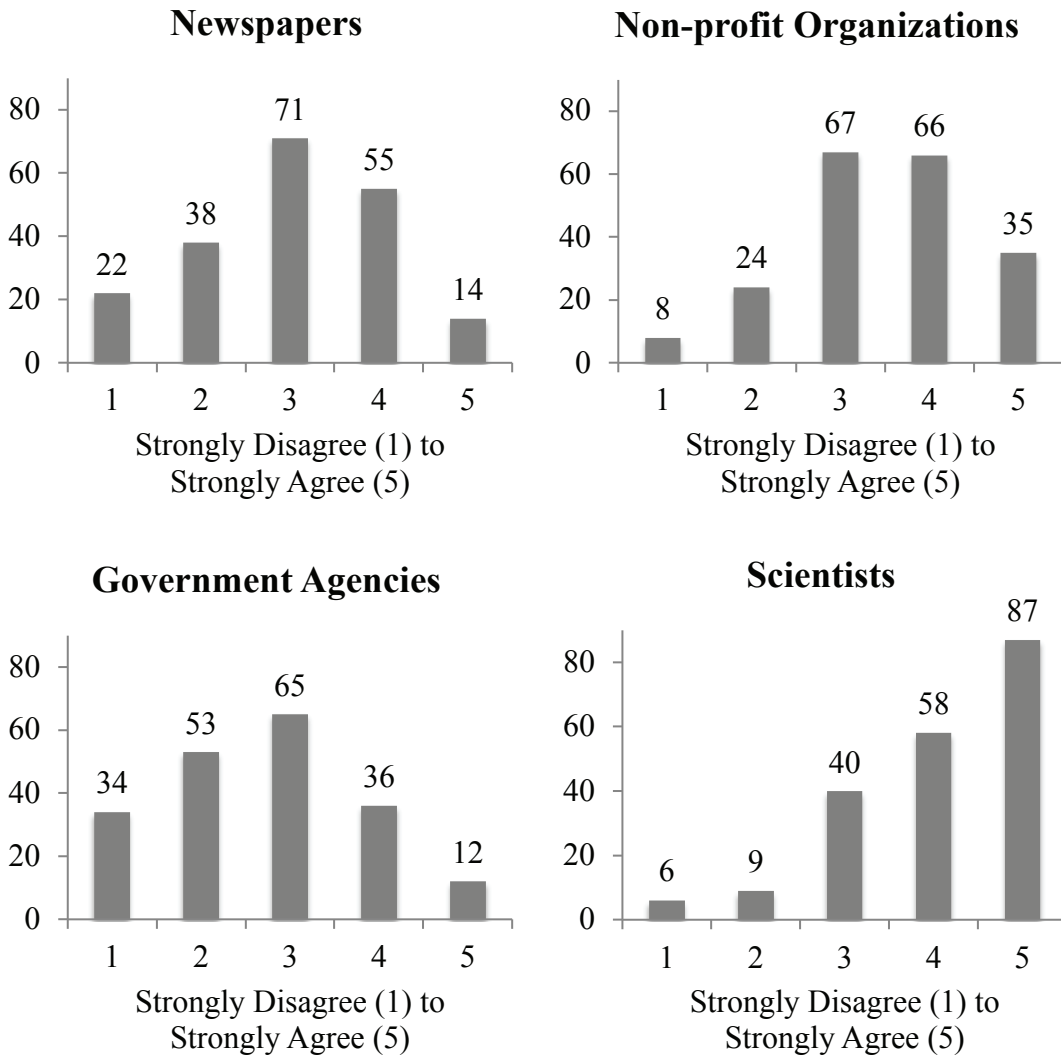 Newspapers
80
60
40
20
0
22
38
71
55
14
1 2 3 4 5
Strongly Disagree (1) to
Strongly Agree (5)
Non-profit Organizations
80
60
40
20
0
8
24
67
66
35
1 2 3 4 5
Strongly Disagree (1) to
Strongly Agree (5)
Government Agencies
80
60
40
20
0
34
53
65
36
12
1 2 3 4 5
Strongly Disagree (1) to
Strongly Agree (5)
Scientists
80
60
40
20
0
6
9
40
58
87
1 2 3 4 5
Strongly Disagree (1) to
Strongly Agree (5)